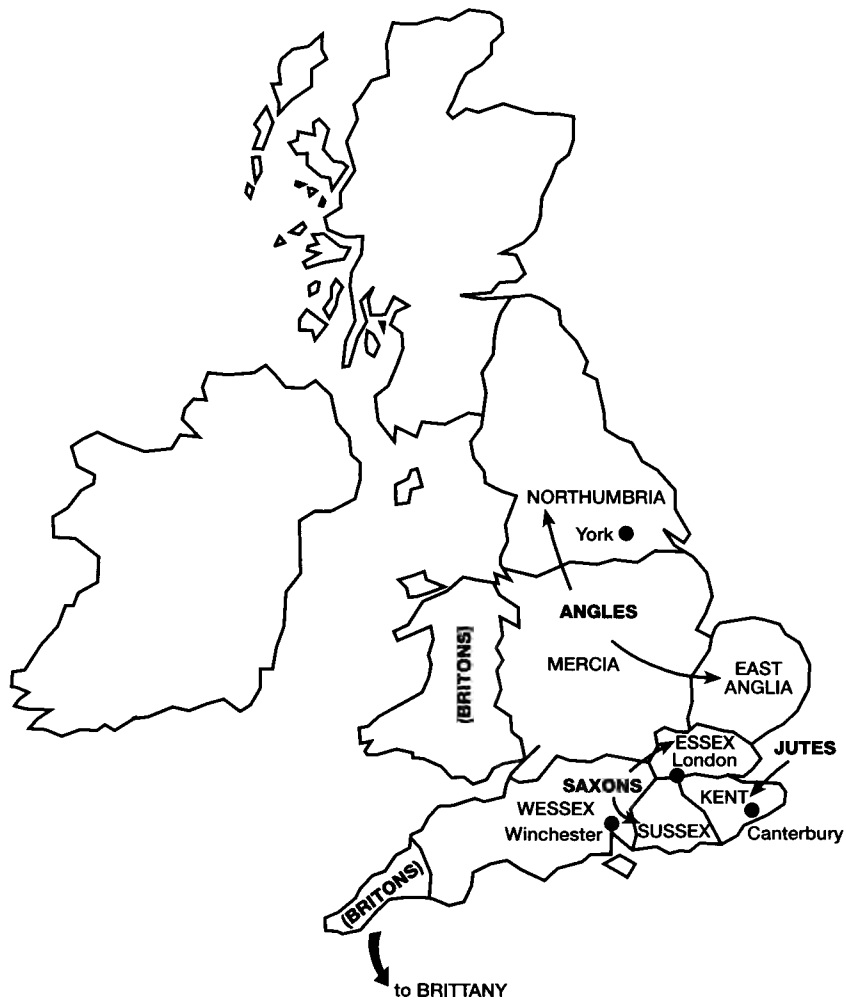 NORTHUMBRIA
York
ANGLES
MERCIA
(BRITONS)
EAST
ANGLIA
ESSEX
London
JUTES
SAXONS
KENT
WESSEX
Winchester
SUSSEX
Canterbury
(BRITONS)
to BRITTANY